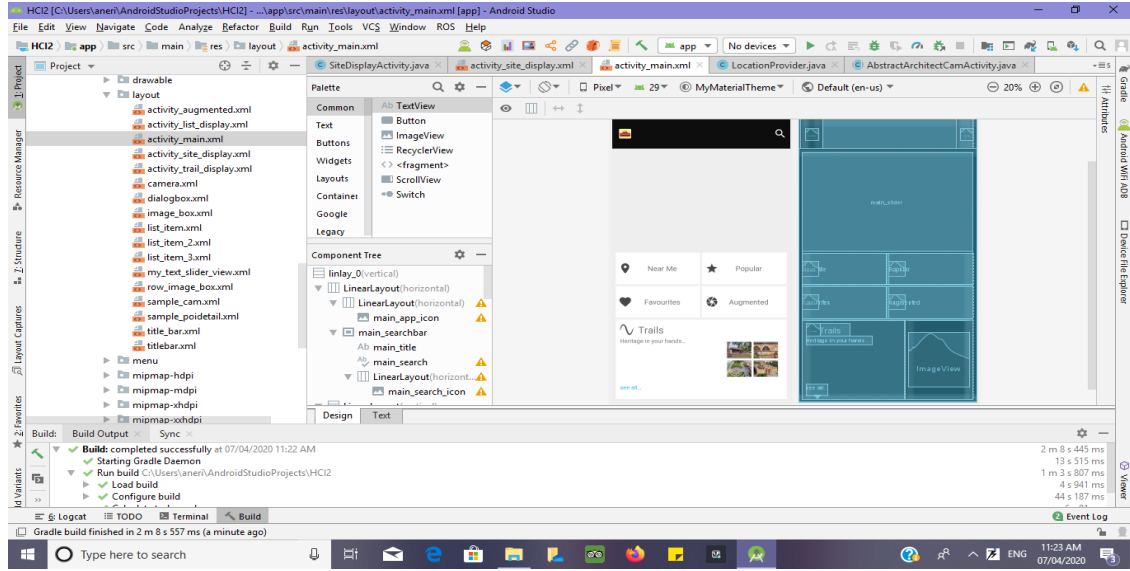 HCI2 [C:\Users\aneri\AndroidStudioProjects\HCI2] - ...\app\src\main\res\layout\activity_main.xml [app] - Android Studio
File Edit View Navigate Code Analyze Refactor Build Run Tools VCS Window ROS Help
HCI2 app src main res layout activity_main.xml app No devices
Project SiteDisplayActivity.java activity_site_display.xml activity_main.xml LocationProvider.java AbstractArchitectCamActivity.java
1: Project
Resource Manager
Z: Structure
Layout Captures
2: Favorites
ld Variants
drawable
layout
activity_augmented.xml
activity_list_display.xml
activity_main.xml
activity_site_display.xml
activity_trail_display.xml
camera.xml
dialogbox.xml
image_box.xml
list_item.xml
list_item_2.xml
list_item_3.xml
my_text_slider_view.xml
row_image_box.xml
sample_cam.xml
sample_poidetail.xml
title_bar.xml
titlebar.xml
menu
mipmap-hdpi
mipmap-mdpi
mipmap-xhdpi
mipmap-xxhdpi
Palette
Common
Text
Buttons
Widgets
Layouts
Container
Google
Legacy
Ab TextView
Button
ImageView
RecyclerView
<> <fragment>
ScrollView
Switch
Component Tree
linlay_0(vertical)
LinearLayout(horizontal)
LinearLayout(horizontal)
main_app_icon
main_searchbar
Ab main_title
main_search
LinearLayout(horizont...
main_search_icon
Design Text
Pixel 29 MyMaterialTheme Default (en-us) 20%
Near Me Popular
Favourites Augmented
Trails
Heritage in your hands...
see all...
main_slider
Trails
Heritage in your hands...
ImageView
see all
Attributes
Gradle
Android WiFi ADB
Device File Explorer
Viewer
Build: Build Output Sync
Build: completed successfully at 07/04/2020 11:22 AM 2 m 8 s 445 ms
Starting Gradle Daemon 13 s 515 ms
Run build C:\Users\aneri\AndroidStudioProjects\HCI2 1 m 3 s 807 ms
Load build 4 s 941 ms
Configure build 44 s 187 ms
6: Logcat TODO Terminal Build 2 Event Log
Gradle build finished in 2 m 8 s 557 ms (a minute ago)
Type here to search ENG 11:23 AM
07/04/2020